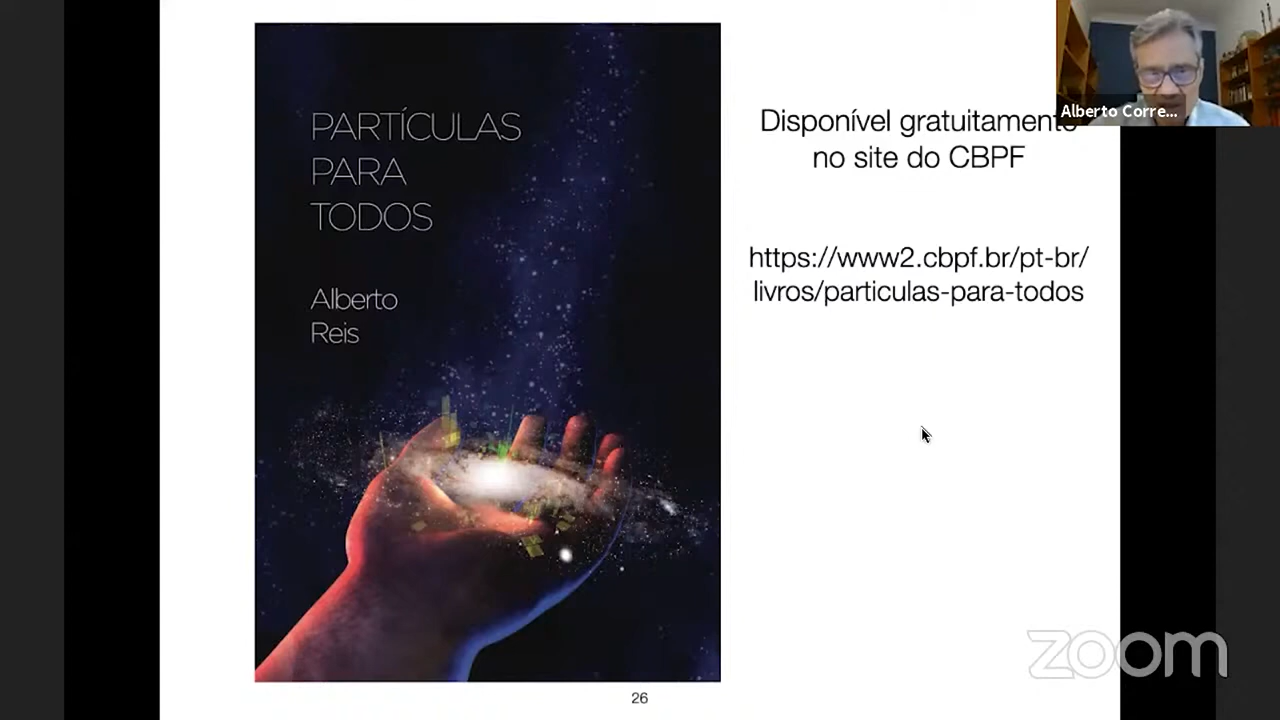 PARTÍCULAS
PARA
TODOS
Alberto
Reis
Disponível gratuitamente
no site do CBPF
https://www2.cbpf.br/pt-br/
livros/particulas-para-todos
Alberto Corre...
26
zoom